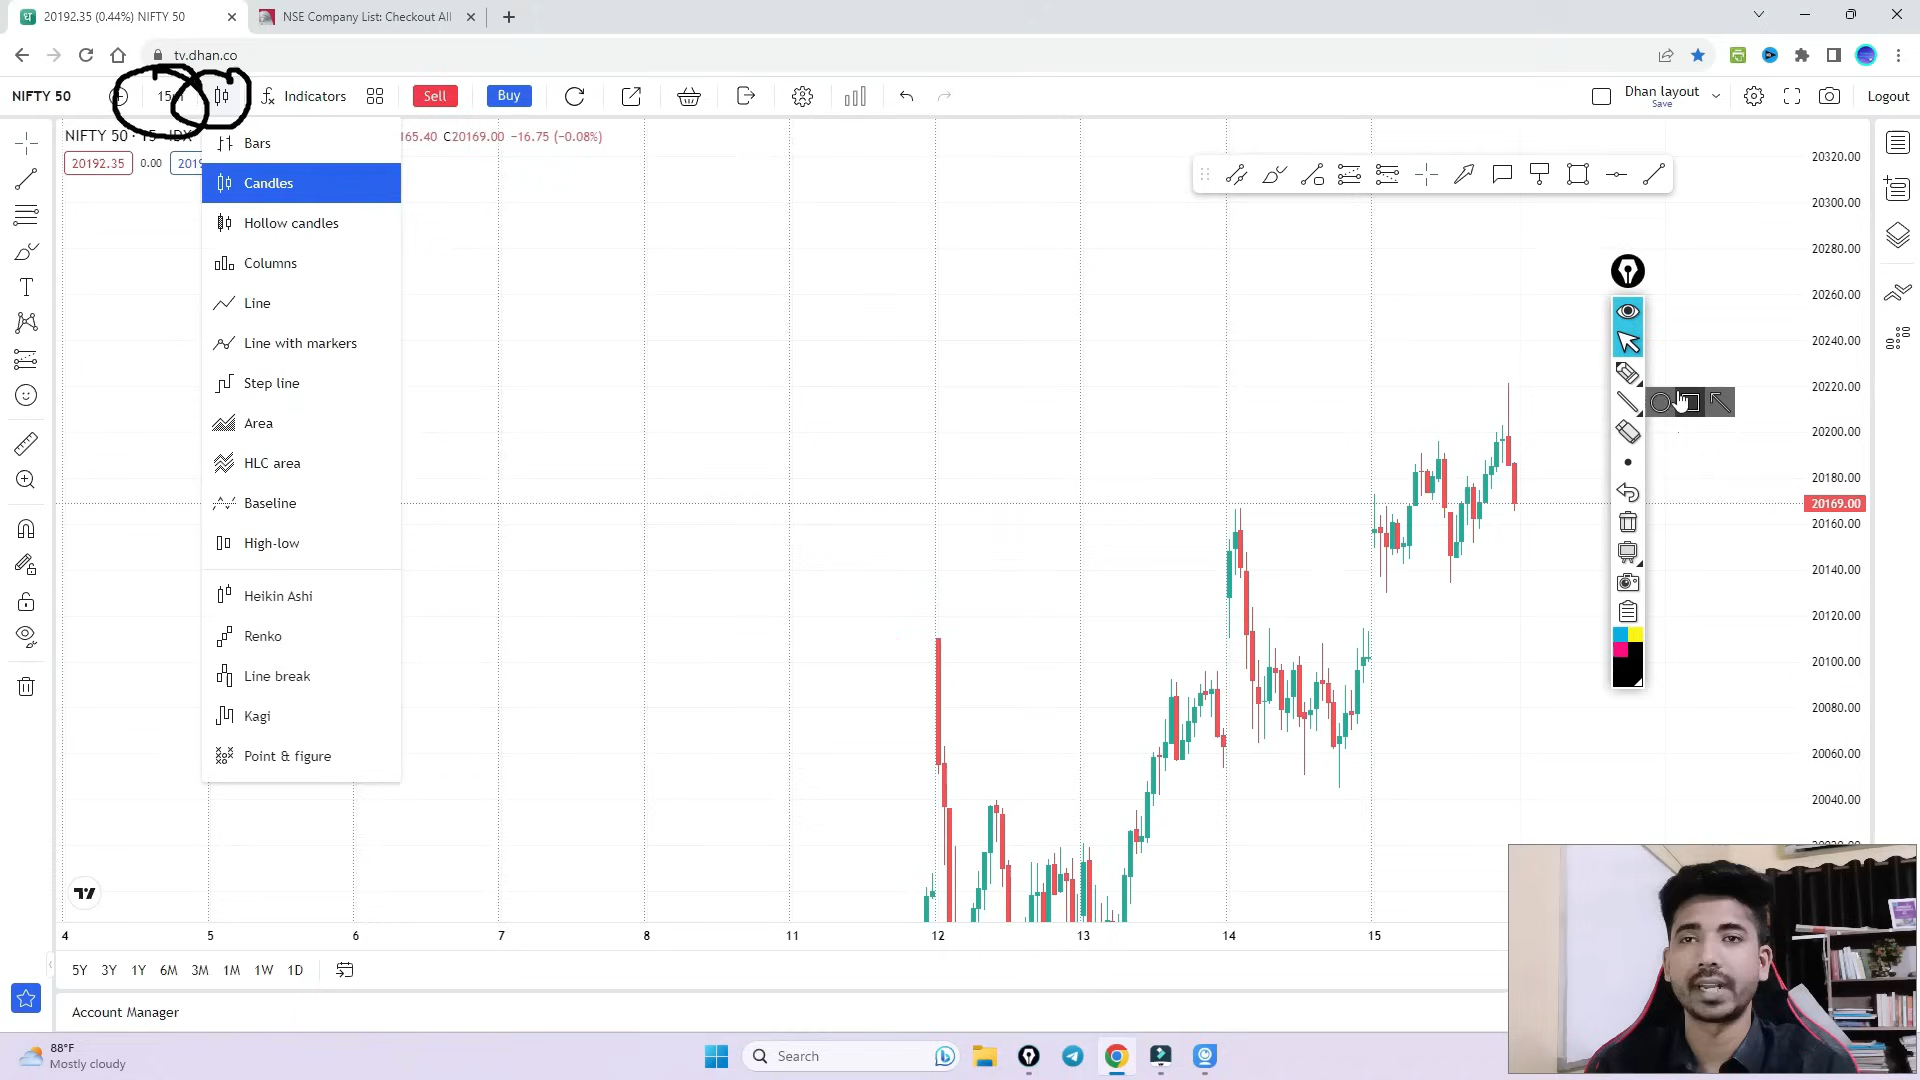 20192.35 (0.44%) NIFTY 50
NSE Company List: Checkout All
tv.dhan.co
NIFTY 50
Indicators
Sell
Buy
Dhan layout
Save
Logout
165.40 C20169.00 −16.75 (−0.08%)
20192.35 0.00
Bars
Candles
Hollow candles
Columns
Line
Line with markers
Step line
Area
HLC area
Baseline
High-low
Heikin Ashi
Renko
Line break
Kagi
Point & figure
20320.00
20300.00
20280.00
20260.00
20240.00
20220.00
20200.00
20180.00
20169.00
20160.00
20140.00
20120.00
20100.00
20080.00
20060.00
20040.00
4 5 6 7 8 11 12 13 14 15
5Y 3Y 1Y 6M 3M 1M 1W 1D
Account Manager
88°F
Mostly cloudy
Search